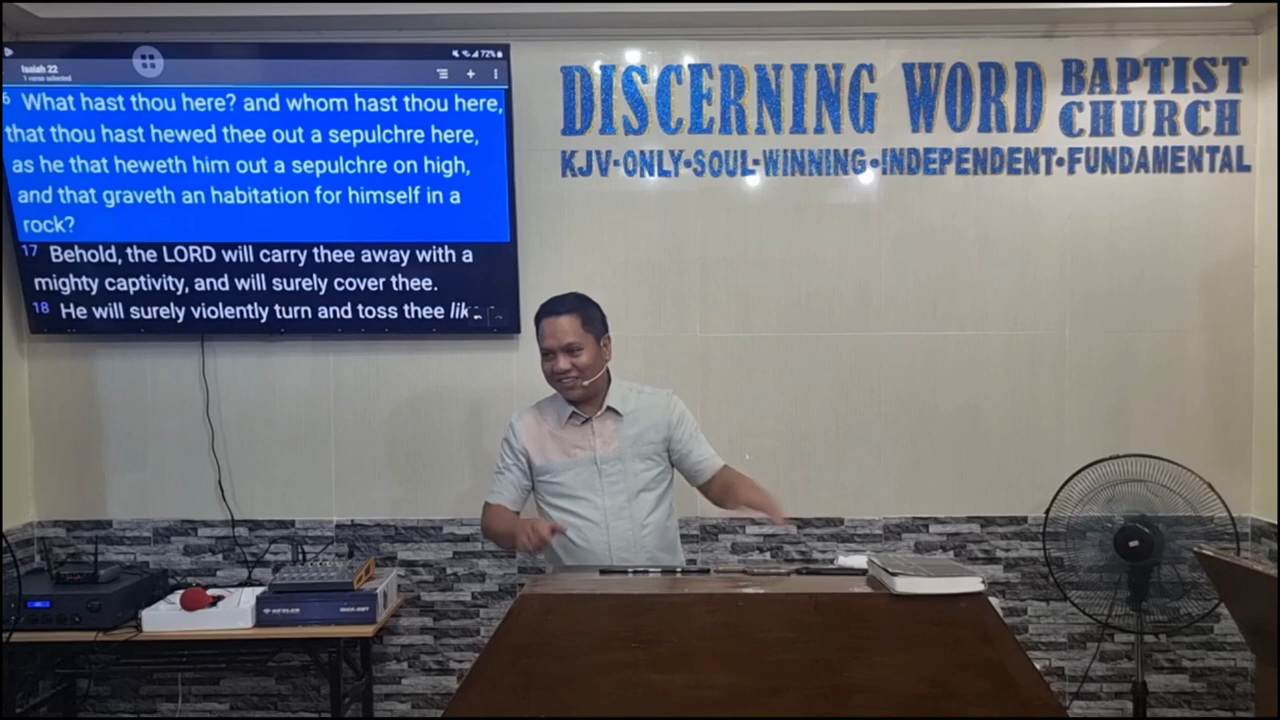 72%
Isaiah 22
1 verse selected
6 What hast thou here? and whom hast thou here,
that thou hast hewed thee out a sepulchre here,
as he that heweth him out a sepulchre on high,
and that graveth an habitation for himself in a
rock?
17 Behold, the LORD will carry thee away with a
mighty captivity, and will surely cover thee.
18 He will surely violently turn and toss thee lik
DISCERNING WORD BAPTIST
CHURCH
KJV-ONLY•SOUL-WINNING•INDEPENDENT•FUNDAMENTAL
KEVLER